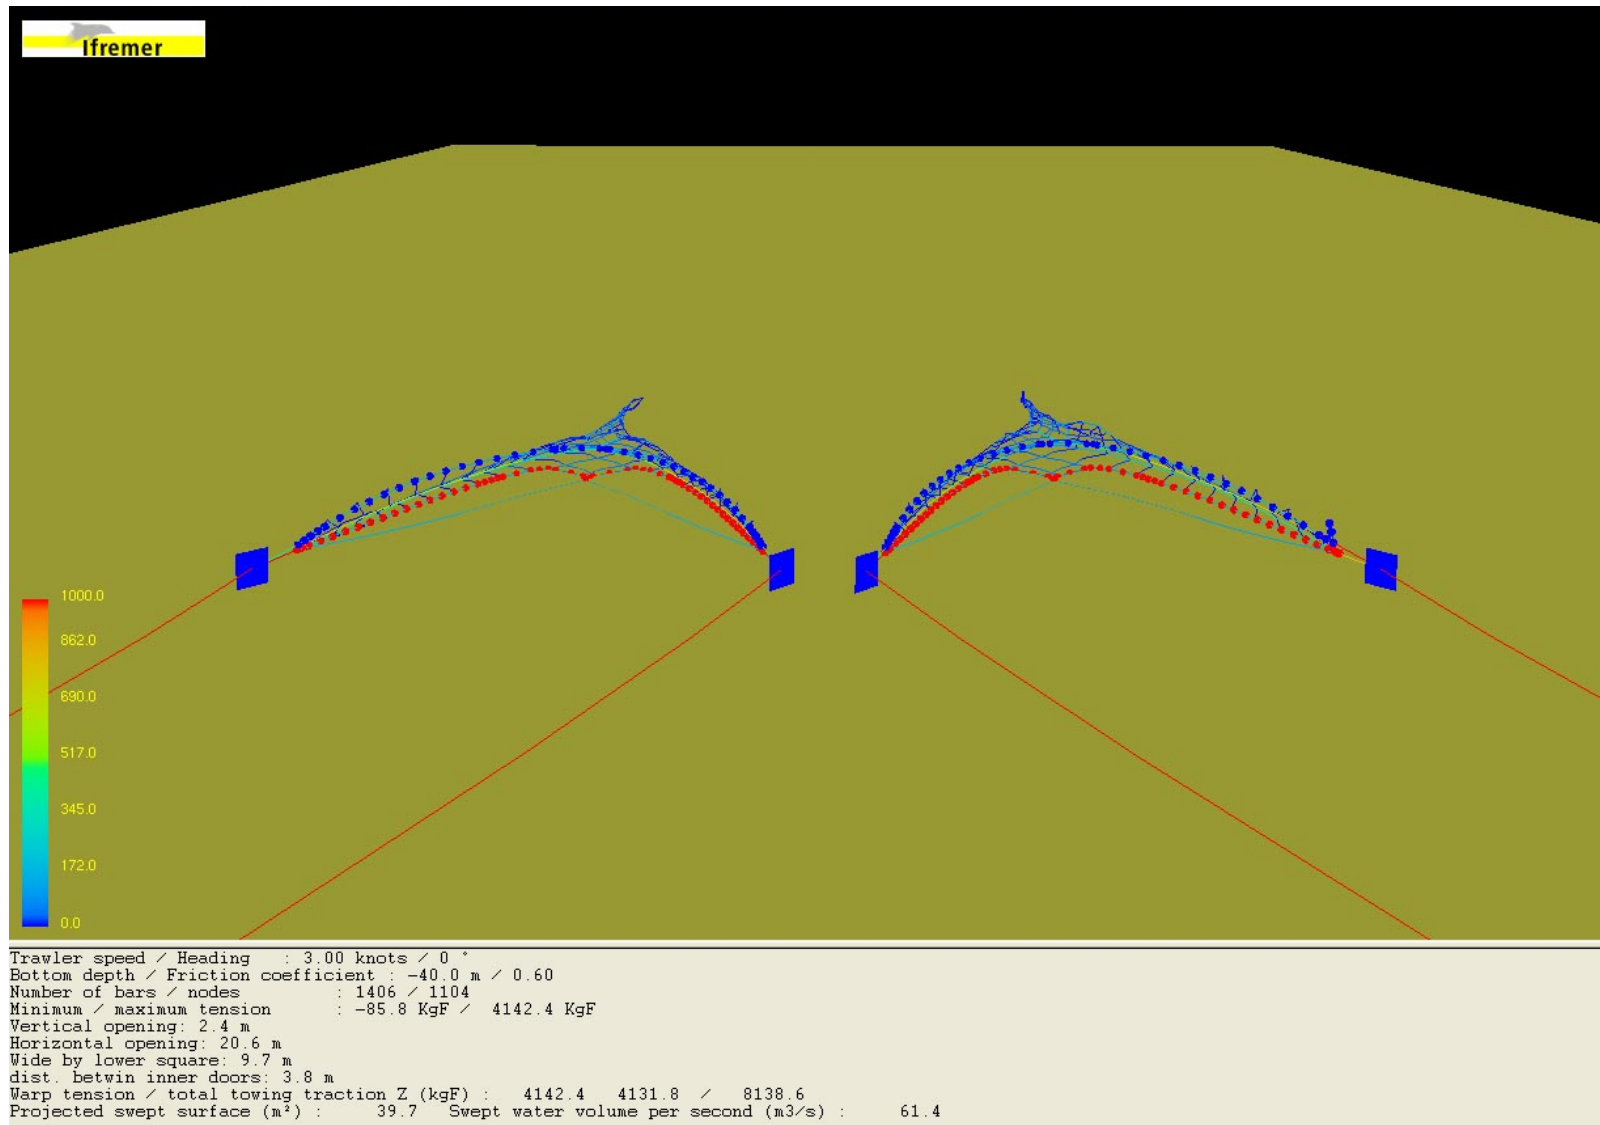 Ifremer
1000.0
862.0
690.0
517.0
345.0
172.0
0.0
Trawler speed / Heading : 3.00 knots / 0 °
Bottom depth / Friction coefficient : -40.0 m / 0.60
Number of bars / nodes : 1406 / 1104
Minimum / maximum tension : -85.8 KgF / 4142.4 KgF
Vertical opening: 2.4 m
Horizontal opening: 20.6 m
Wide by lower square: 9.7 m
dist. betwin inner doors: 3.8 m
Warp tension / total towing traction Z (kgF) : 4142.4 4131.8 / 8138.6
Projected swept surface (m²) : 39.7 Swept water volume per second (m3/s) : 61.4